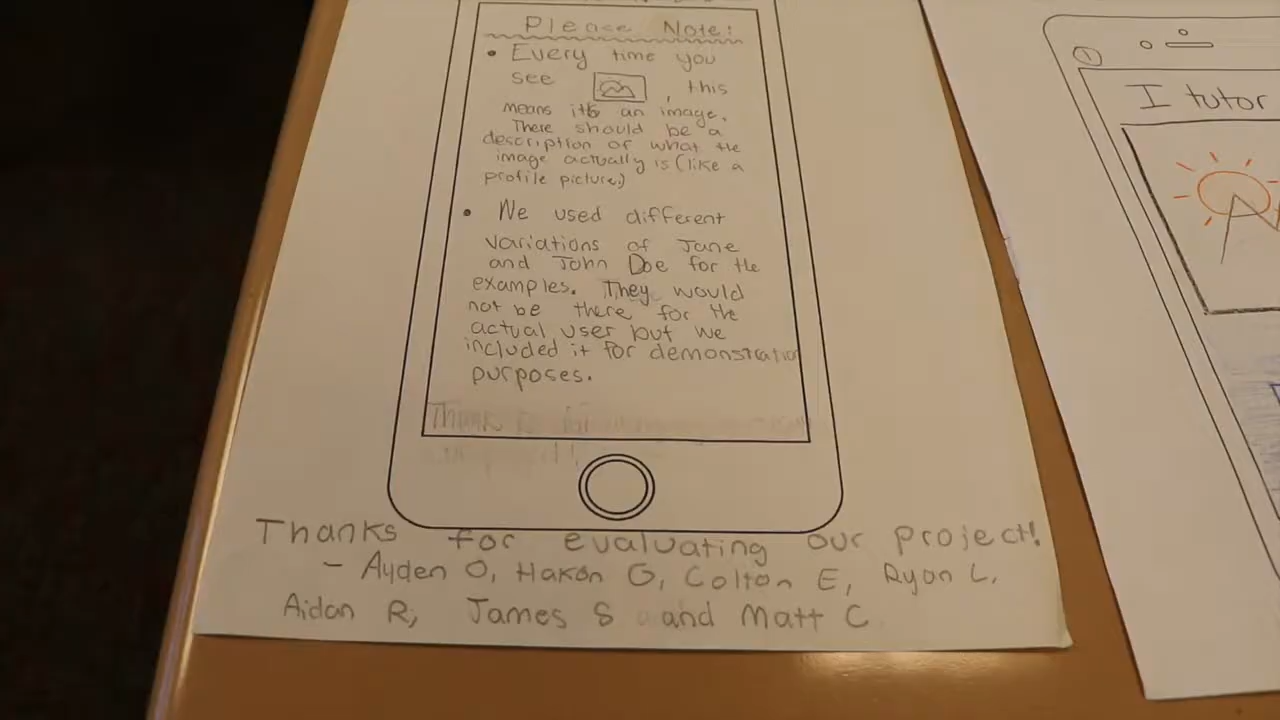 Please Note:
• Every time you
see , this
means it's an image.
There should be a
description of what the
image actually is (like a
profile picture.)
• We used different
variations of Jane
and John Doe for the
examples. They would
not be there for the
actual user but we
included it for demonstration
purposes.
Thanks for evaluating our project!
- Ayden O, Hakon G, Colton E, Ryan L,
Aidan R, James S and Matt C
1
I tutor